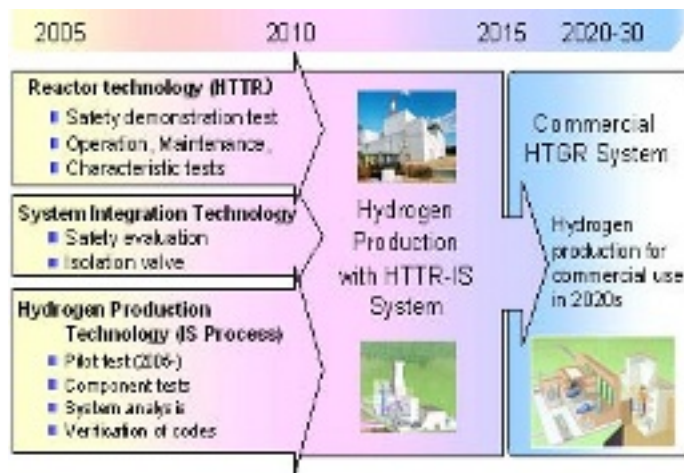 2005 2010 2015 2020-30
Reactor technology (HTTR)
Safety demonstration test
Operation, Maintenance,
Characteristic tests
System Integration Technology
Safety evaluation
Isolation valve
Hydrogen Production
Technology (IS Process)
Pilot test (2005-)
Component tests
System analysis
Verification of codes
Hydrogen
Production
with HTTR-IS
System
Commercial
HTGR System
Hydrogen
production for
commercial use
in 2020s